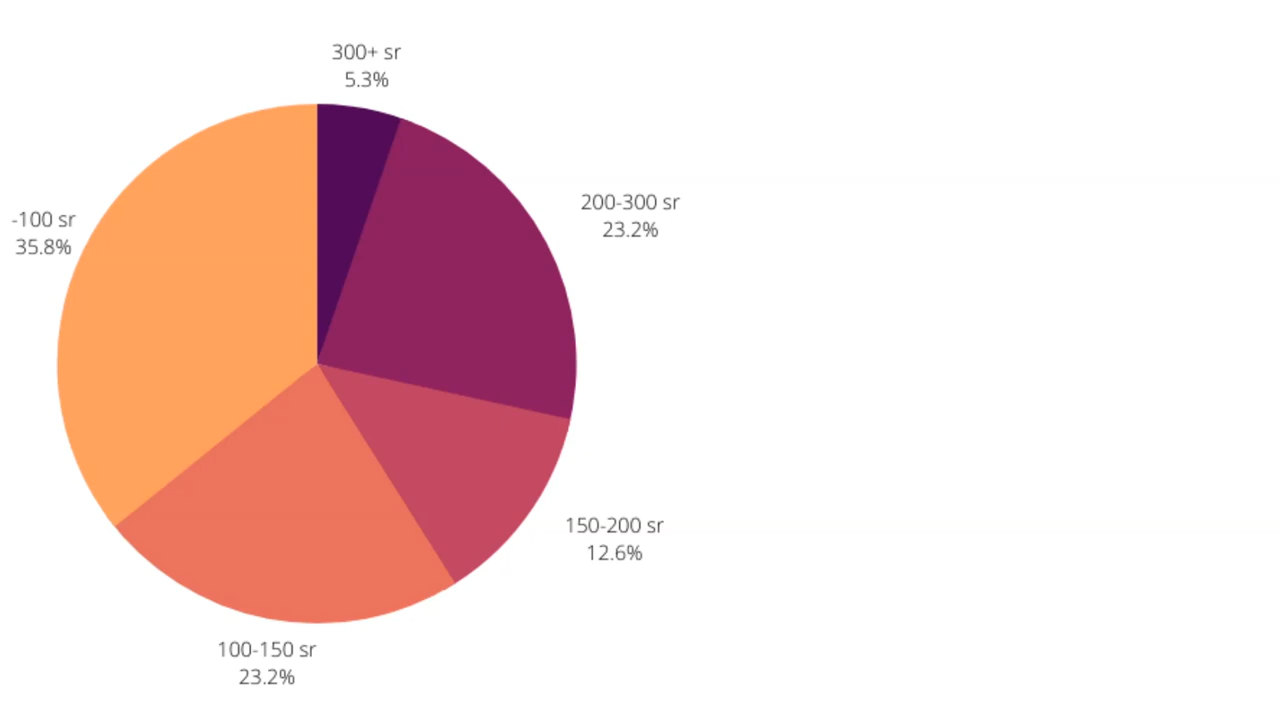 300+ sr
5.3%
200-300 sr
23.2%
-100 sr
35.8%
150-200 sr
12.6%
100-150 sr
23.2%